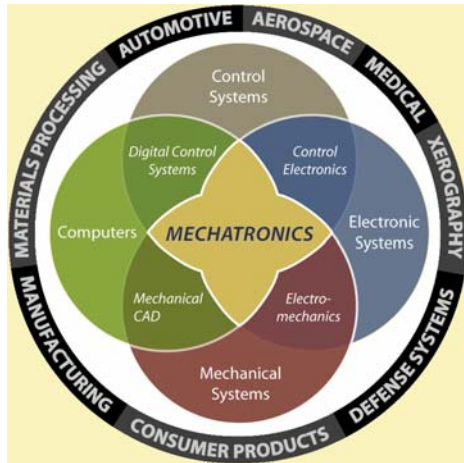 AUTOMOTIVE
AEROSPACE
MEDICAL
XEROGRAPHY
DEFENSE SYSTEMS
CONSUMER PRODUCTS
MANUFACTURING
MATERIALS PROCESSING
Control
Systems
Digital Control
Systems
Control
Electronics
Computers
MECHATRONICS
Electronic
Systems
Mechanical
CAD
Electro-
mechanics
Mechanical
Systems